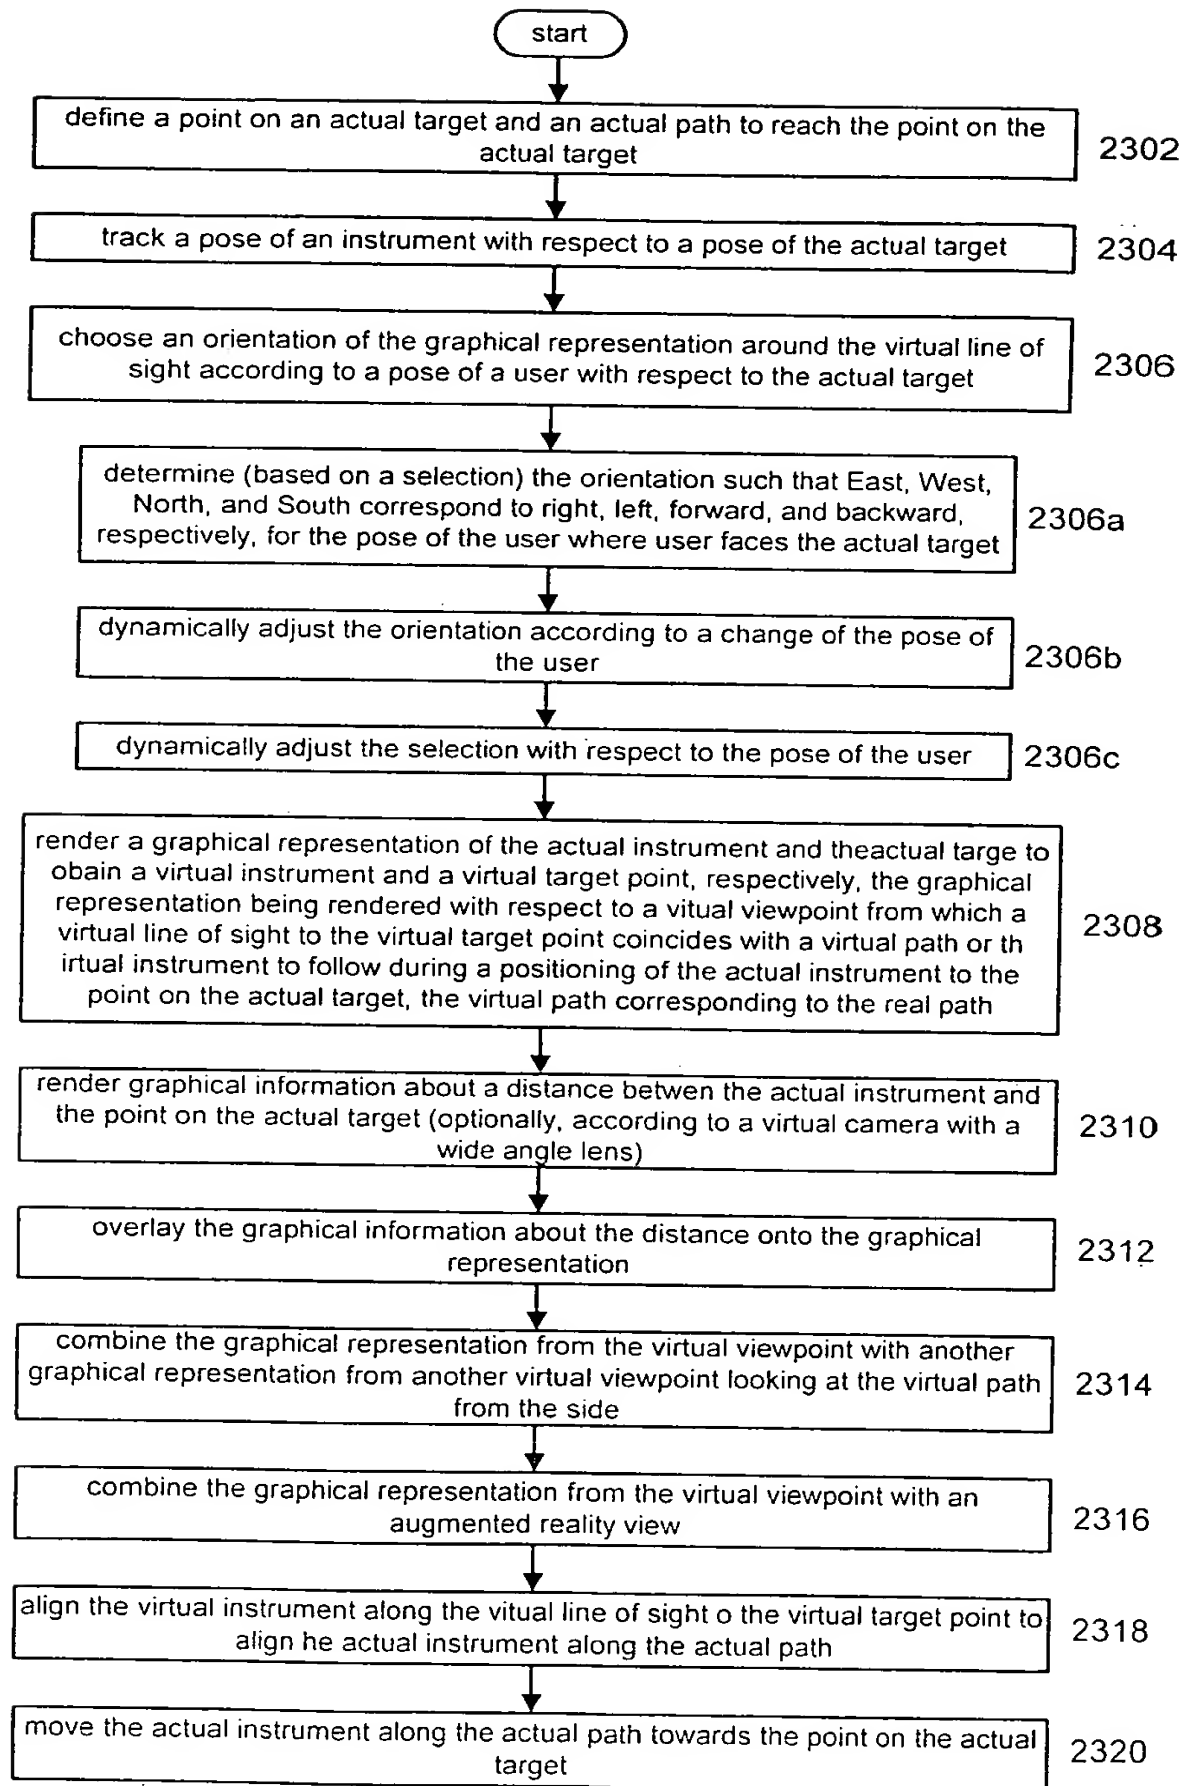 start
define a point on an actual target and an actual path to reach the point on the
actual target
2302
track a pose of an instrument with respect to a pose of the actual target
2304
choose an orientation of the graphical representation around the virtual line of
sight according to a pose of a user with respect to the actual target
2306
determine (based on a selection) the orientation such that East, West,
North, and South correspond to right, left, forward, and backward,
respectively, for the pose of the user where user faces the actual target
2306a
dynamically adjust the orientation according to a change of the pose of
the user
2306b
dynamically adjust the selection with respect to the pose of the user
2306c
render a graphical representation of the actual instrument and theactual targe to
obain a virtual instrument and a virtual target point, respectively, the graphical
representation being rendered with respect to a vitual viewpoint from which a
virtual line of sight to the virtual target point coincides with a virtual path or th
irtual instrument to follow during a positioning of the actual instrument to the
point on the actual target, the virtual path corresponding to the real path
2308
render graphical information about a distance betwen the actual instrument and
the point on the actual target (optionally, according to a virtual camera with a
wide angle lens)
2310
overlay the graphical information about the distance onto the graphical
representation
2312
combine the graphical representation from the virtual viewpoint with another
graphical representation from another virtual viewpoint looking at the virtual path
from the side
2314
combine the graphical representation from the virtual viewpoint with an
augmented reality view
2316
align the virtual instrument along the vitual line of sight o the virtual target point to
align he actual instrument along the actual path
2318
move the actual instrument along the actual path towards the point on the actual
target
2320